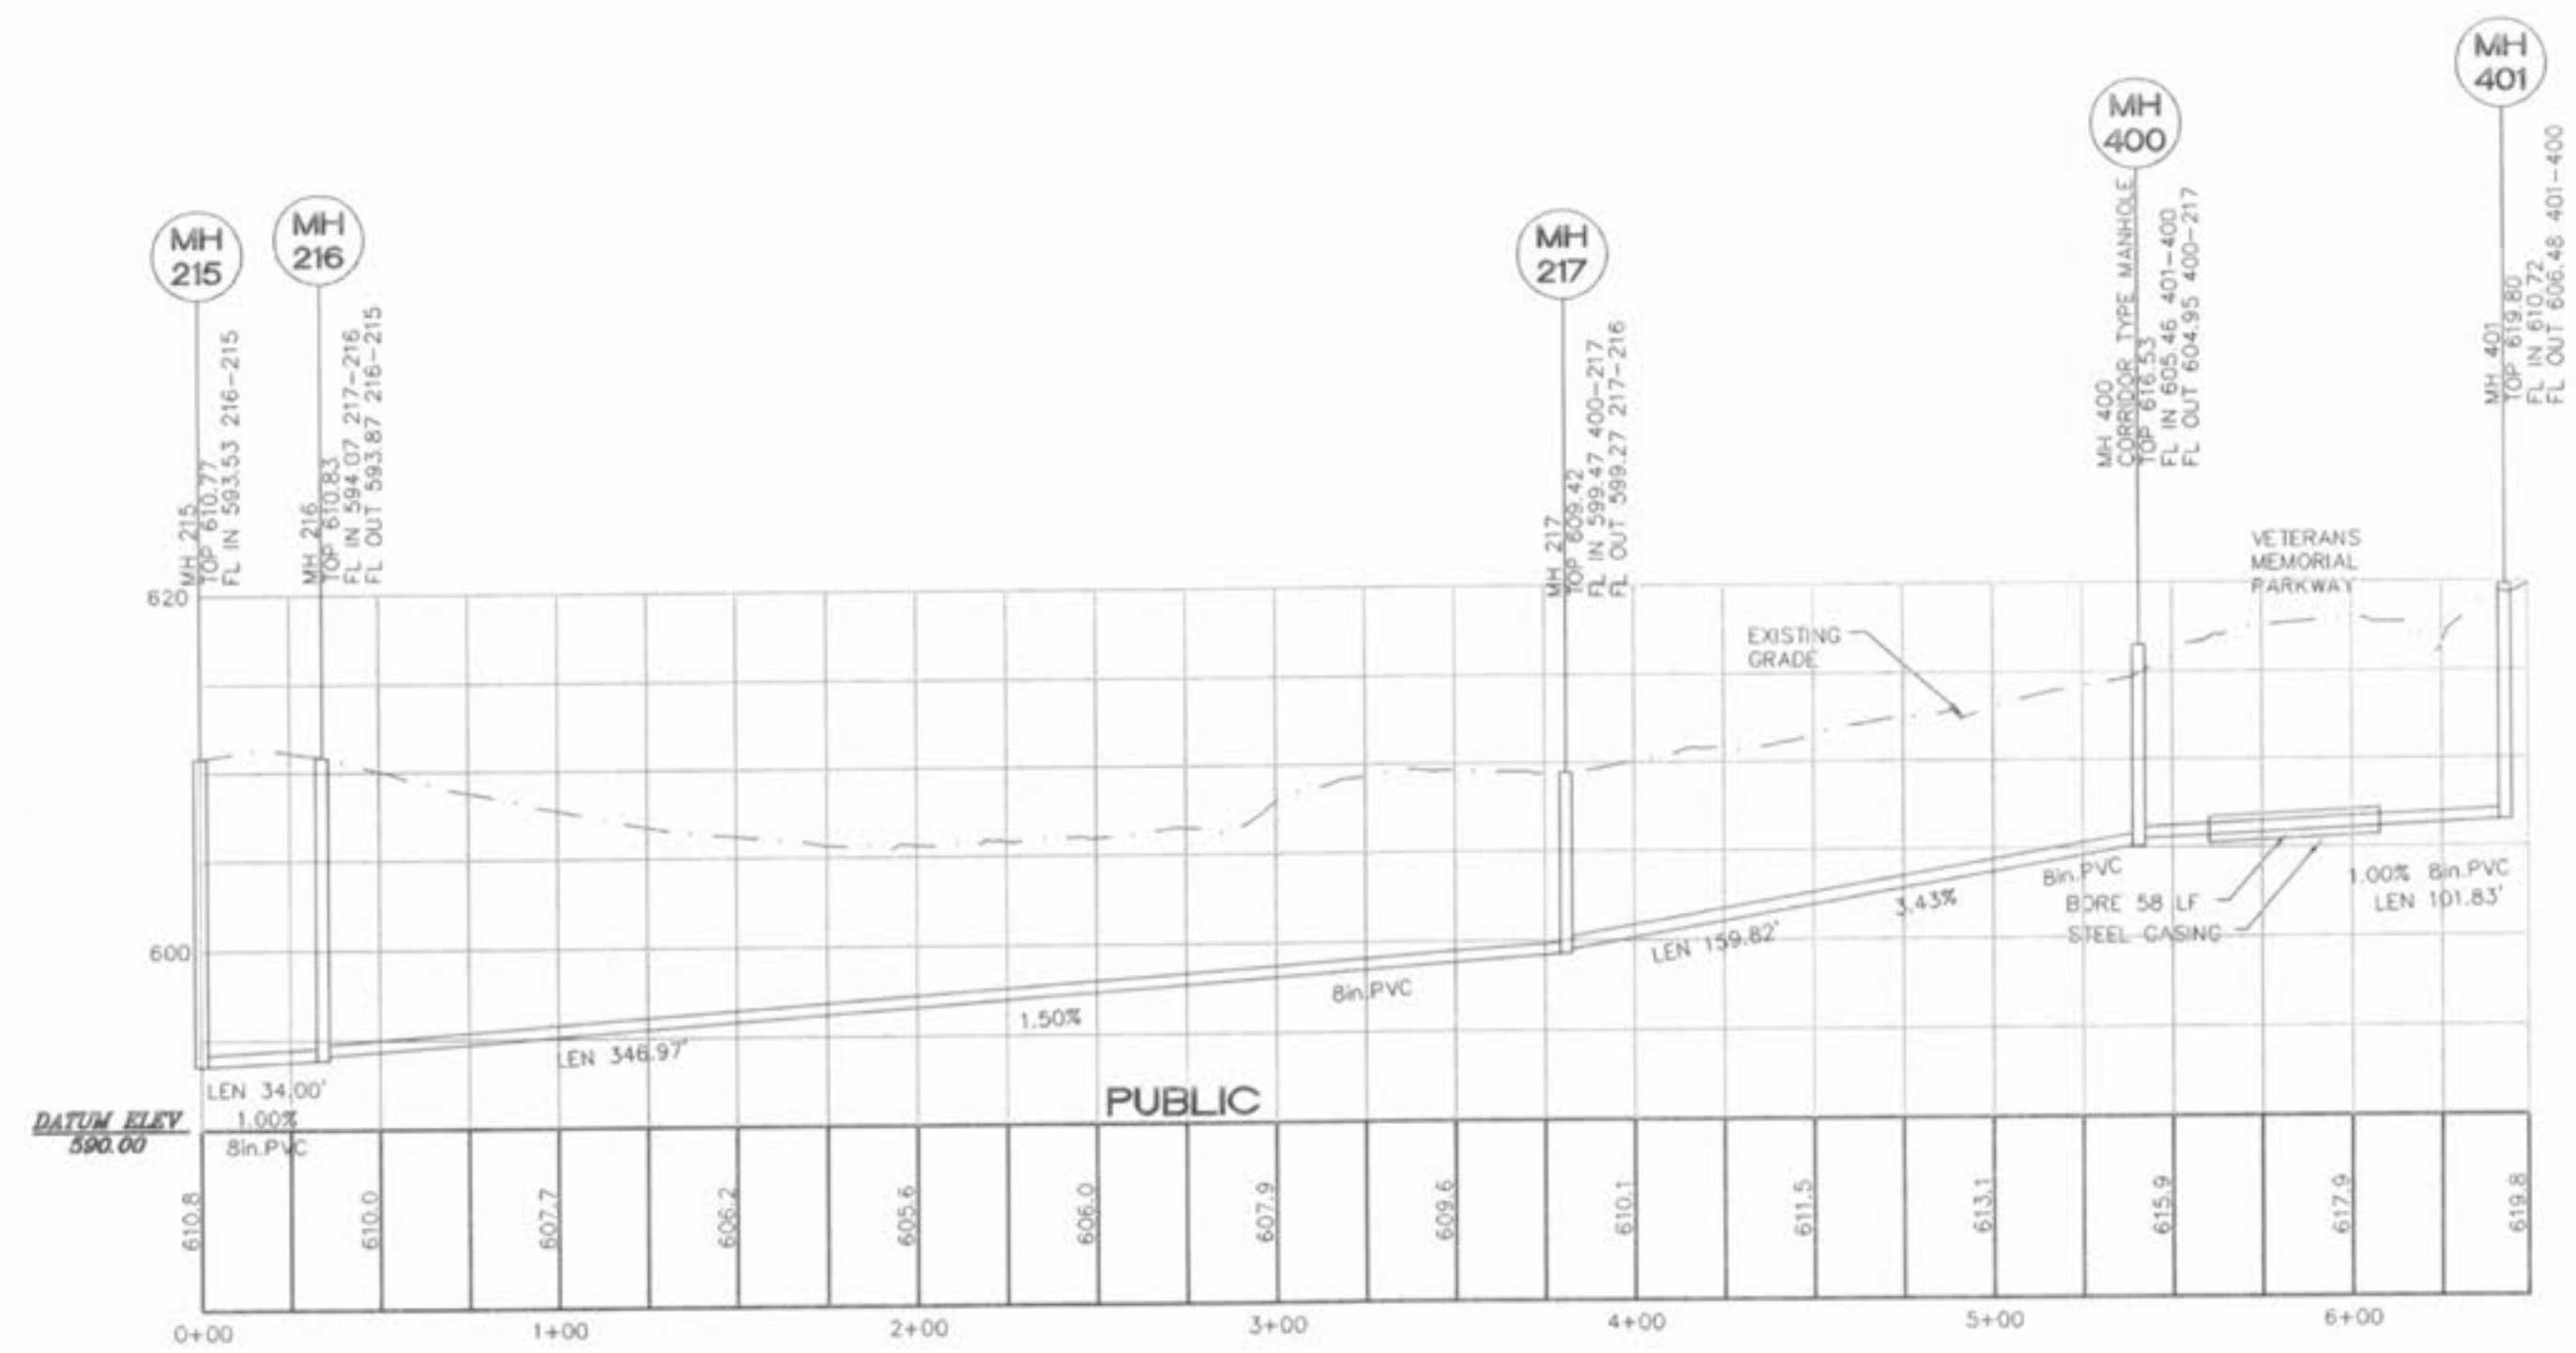 MH
215
MH
216
MH
217
MH
400
MH
401
MH 215
TOP 610.77
FL IN 593.53 216-215
MH 216
TOP 610.83
FL IN 594.07 217-216
FL OUT 593.87 216-215
MH 217
TOP 609.42
FL IN 599.47 400-217
FL OUT 599.27 217-216
MH 400
CORRIDOR TYPE MANHOLE
TOP 616.53
FL IN 605.46 401-400
FL OUT 604.95 400-217
MH 401
TOP 619.80
FL IN 610.72
FL OUT 606.48 401-400
VETERANS
MEMORIAL
PARKWAY
620
EXISTING
GRADE
600
8in.PVC
1.00% 8in.PVC
LEN 101.83'
BORE 58 LF
STEEL CASING
3.43%
LEN 159.82'
8in.PVC
1.50%
LEN 346.97'
LEN 34.00'
1.00%
8in.PVC
PUBLIC
DATUM ELEV
590.00
610.8
610.0
607.7
606.2
605.6
606.0
607.9
609.6
610.1
611.5
613.1
615.9
617.9
619.8
0+00
1+00
2+00
3+00
4+00
5+00
6+00